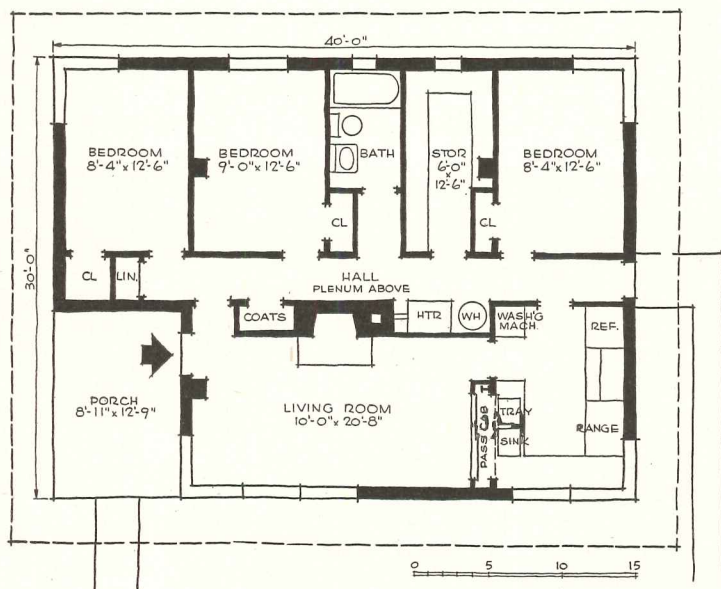 40'-0"
BEDROOM
8'-4" x 12'-6"
BEDROOM
9'-0" x 12'-6"
BATH
STOR
6'-0"
x
12'-6"
BEDROOM
8'-4" x 12'-6"
CL
CL
CL
LIN.
HALL
PLENUM ABOVE
30'-0"
COATS
HTR
WH
WASH'G
MACH.
REF.
PORCH
8'-11" x 12'-9"
LIVING ROOM
10'-0" x 20'-8"
PASS CAB T
TRAY
SINK
RANGE
0 5 10 15